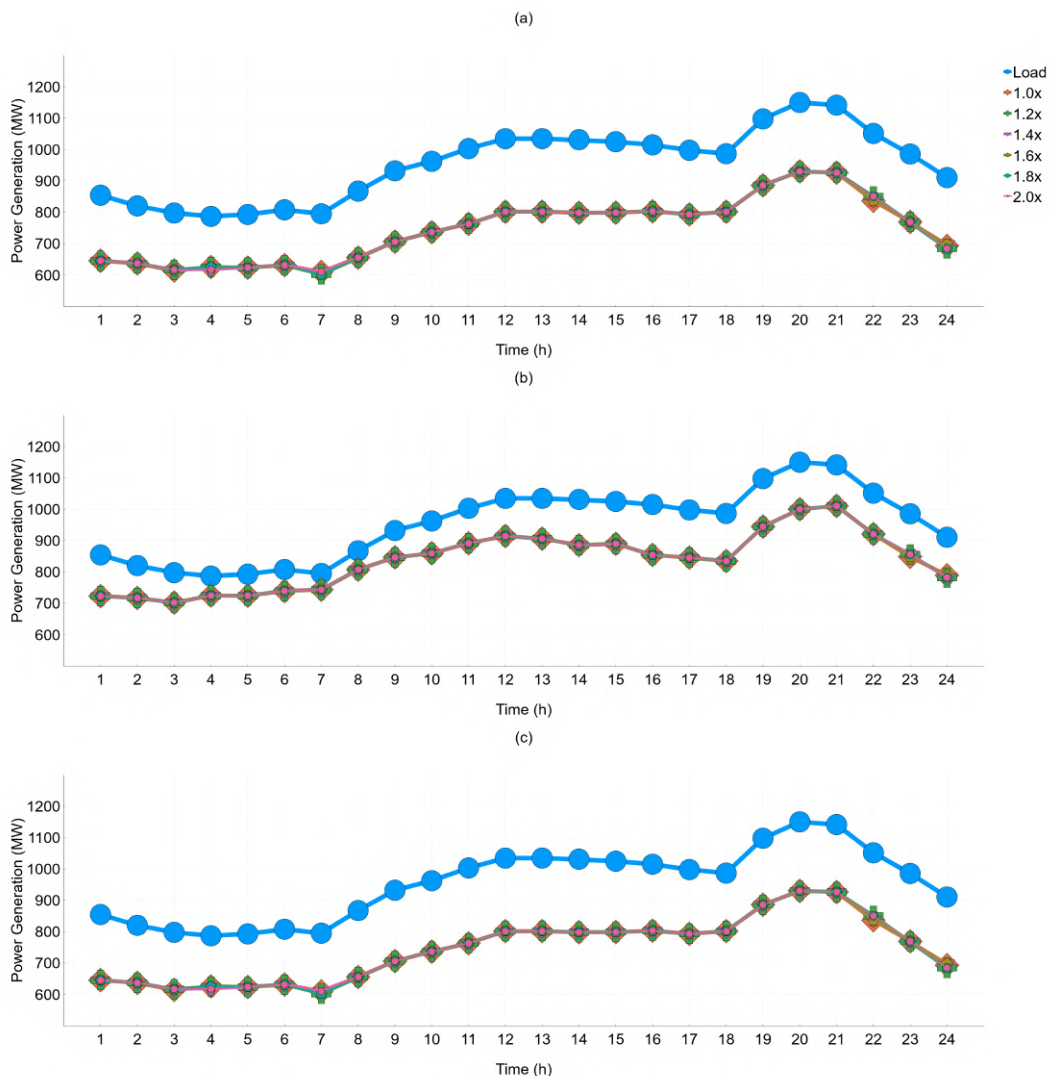 (a)
Power Generation (MW)
1200
1100
1000
900
800
700
600
1 2 3 4 5 6 7 8 9 10 11 12 13 14 15 16 17 18 19 20 21 22 23 24
Time (h)
Load
1.0x
1.2x
1.4x
1.6x
1.8x
2.0x
(b)
Power Generation (MW)
1200
1100
1000
900
800
700
600
1 2 3 4 5 6 7 8 9 10 11 12 13 14 15 16 17 18 19 20 21 22 23 24
Time (h)
(c)
Power Generation (MW)
1200
1100
1000
900
800
700
600
1 2 3 4 5 6 7 8 9 10 11 12 13 14 15 16 17 18 19 20 21 22 23 24
Time (h)